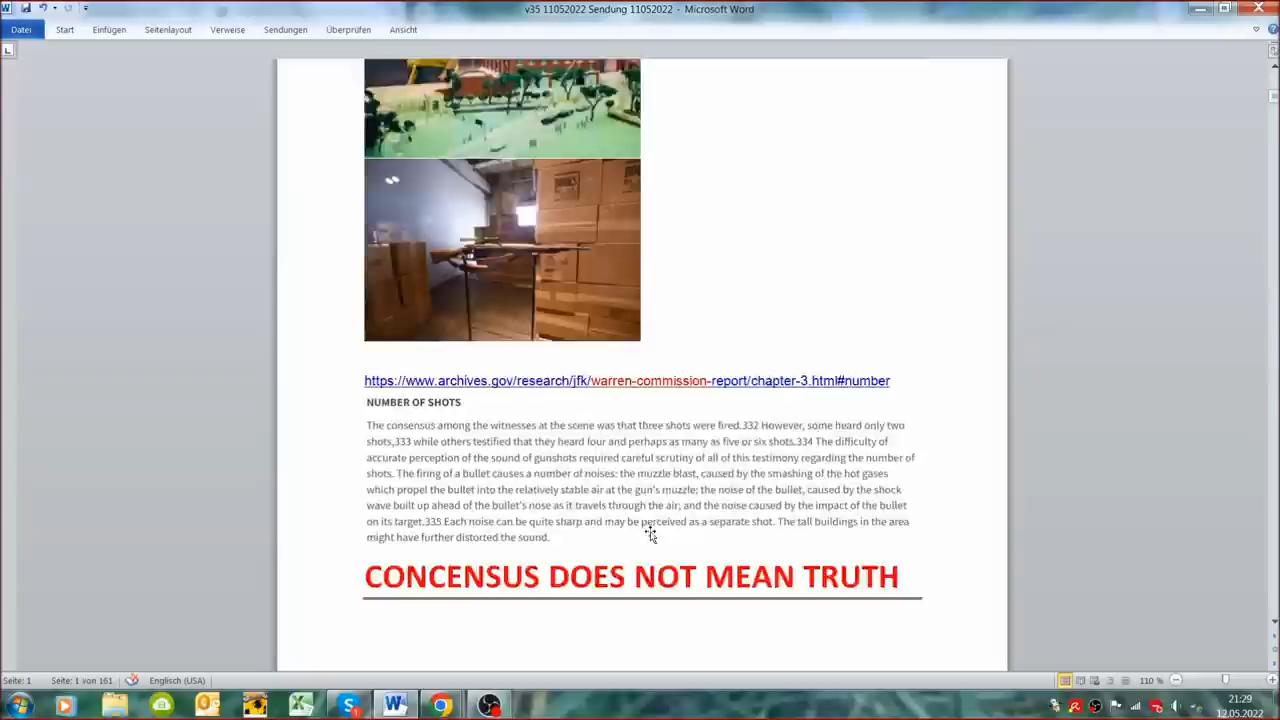 v35 11052022 Sendung 11052022 - Microsoft Word
Datei Start Einfügen Seitenlayout Verweise Sendungen Überprüfen Ansicht
https://www.archives.gov/research/jfk/warren-commission-report/chapter-3.html#number
NUMBER OF SHOTS
The consensus among the witnesses at the scene was that three shots were fired.332 However, some heard only two
shots,333 while others testified that they heard four and perhaps as many as five or six shots.334 The difficulty of
accurate perception of the sound of gunshots required careful scrutiny of all of this testimony regarding the number of
shots. The firing of a bullet causes a number of noises: the muzzle blast, caused by the smashing of the hot gases
which propel the bullet into the relatively stable air at the gun's muzzle; the noise of the bullet, caused by the shock
wave built up ahead of the bullet's nose as it travels through the air; and the noise caused by the impact of the bullet
on its target.335 Each noise can be quite sharp and may be perceived as a separate shot. The tall buildings in the area
might have further distorted the sound.
CONCENSUS DOES NOT MEAN TRUTH
Seite: 1 Seite: 1 von 161 Englisch (USA) 110 %
21:29
12.05.2022